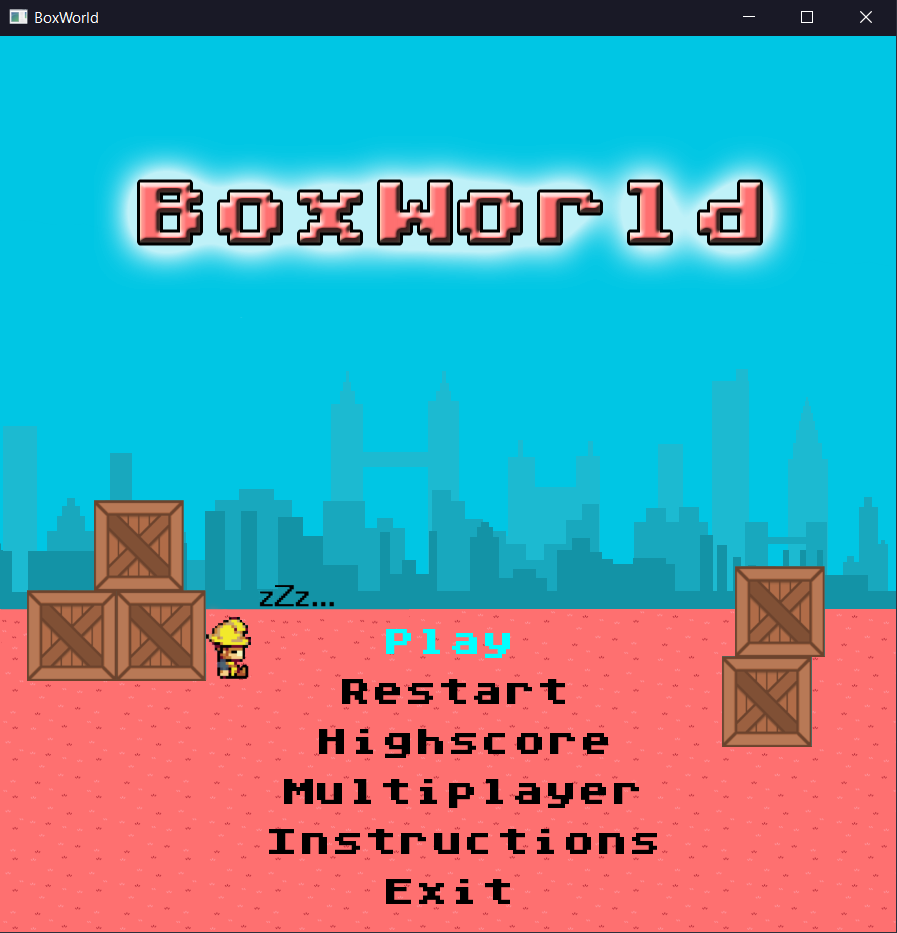 BoxWorld
BoxWorld
zZz...
Play
Restart
Highscore
Multiplayer
Instructions
Exit